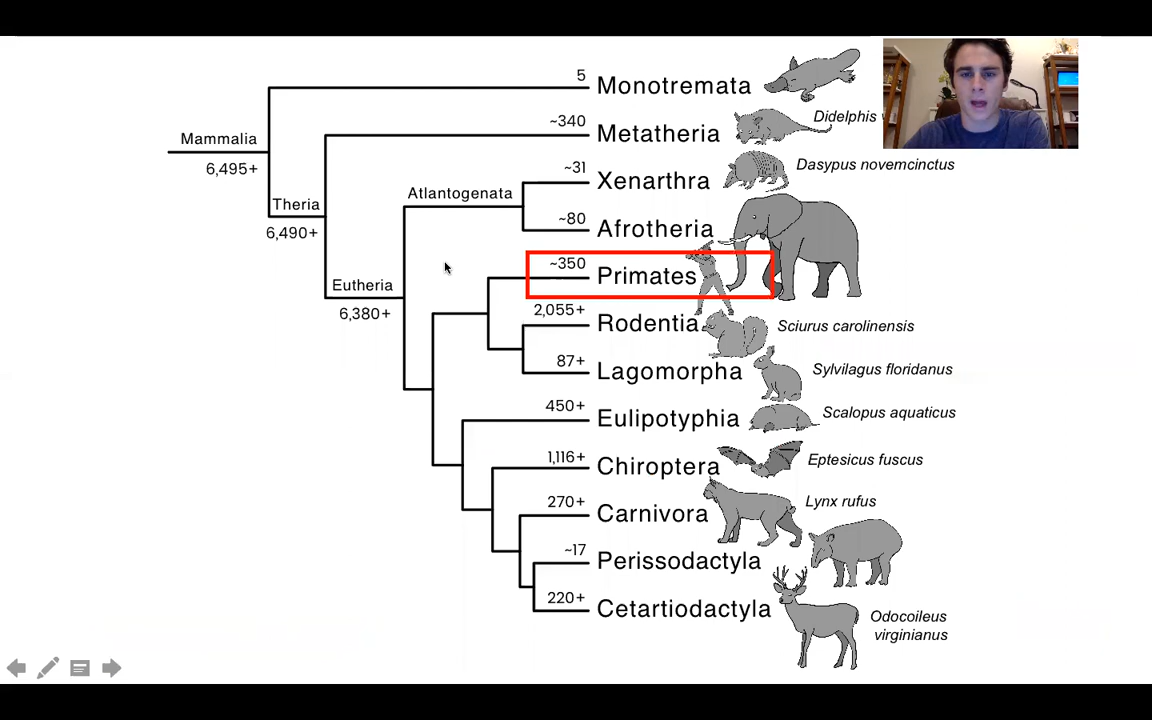 5
Monotremata
Mammalia
6,495+
~340
Metatheria
Didelphis
~31
Xenarthra
Dasypus novemcinctus
Theria
6,490+
Atlantogenata
~80
Afrotheria
~350
Primates
Eutheria
6,380+
2,055+
Rodentia
Sciurus carolinensis
87+
Lagomorpha
Sylvilagus floridanus
450+
Eulipotyphia
Scalopus aquaticus
1,116+
Chiroptera
Eptesicus fuscus
270+
Carnivora
Lynx rufus
~17
Perissodactyla
220+
Cetartiodactyla
Odocoileus
virginianus